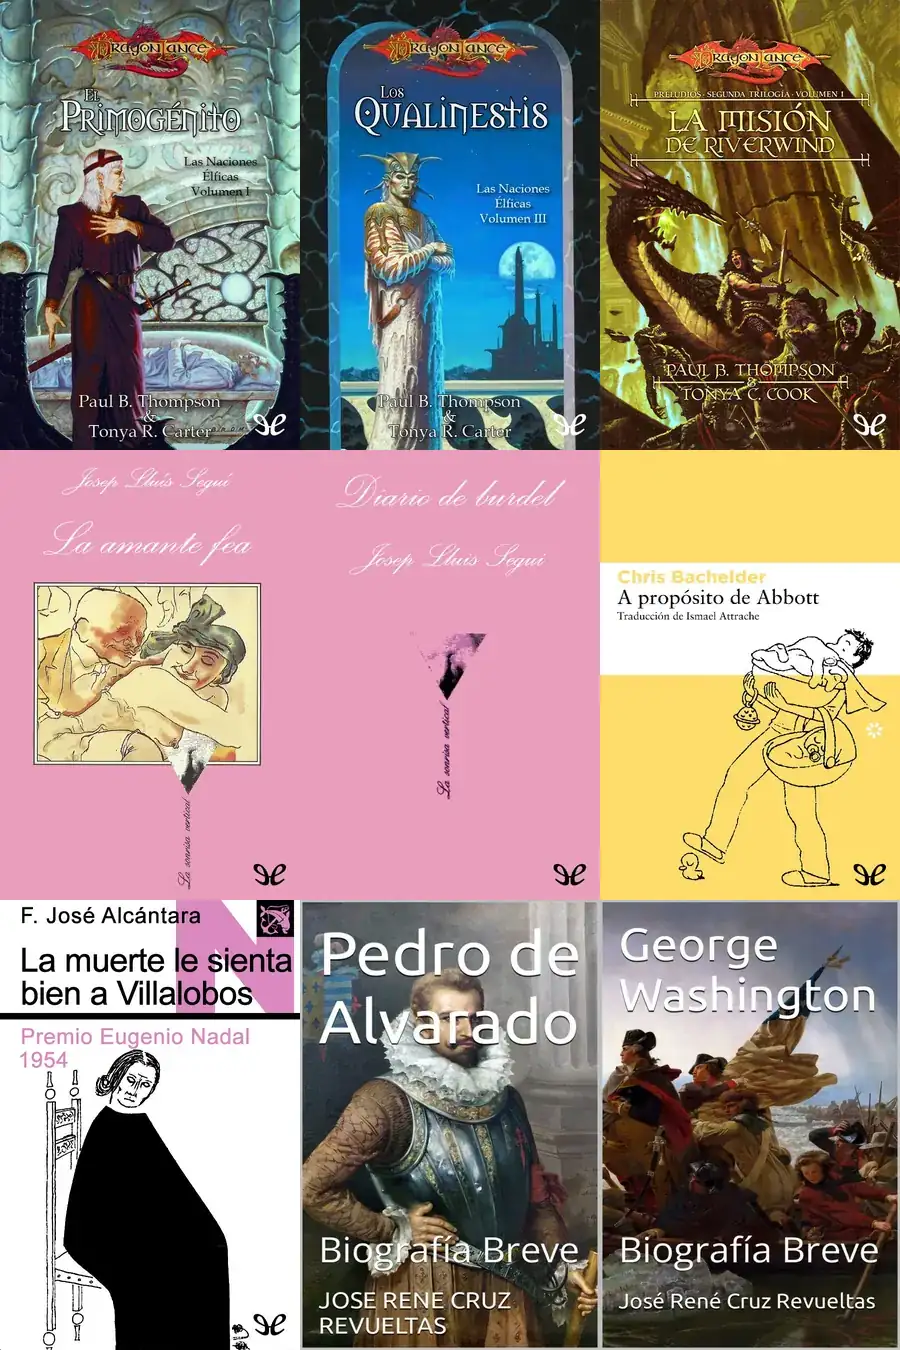 DragonLance
El
Primogénito
Las Naciones
Élficas
Volumen I
Paul B. Thompson
&
Tonya R. Carter
DragonLance
Los
Qualinestis
Las Naciones
Élficas
Volumen III
Paul B. Thompson
&
Tonya R. Carter
DragonLance
PRELUDIOS · SEGUNDA TRILOGÍA · VOLUMEN I
LA MISIÓN
DE RIVERWIND
PAUL B. THOMPSON
&
TONYA C. COOK
Josep Lluís Seguí
La amante fea
La sonrisa vertical
Diario de burdel
Josep Lluis Segui
La sonrisa vertical
Chris Bachelder
A propósito de Abbott
Traducción de Ismael Attrache
F. José Alcántara
La muerte le sienta
bien a Villalobos
Premio Eugenio Nadal
1954
Pedro de
Alvarado
Biografía Breve
JOSE RENE CRUZ
REVUELTAS
George
Washington
Biografía Breve
José René Cruz Revueltas